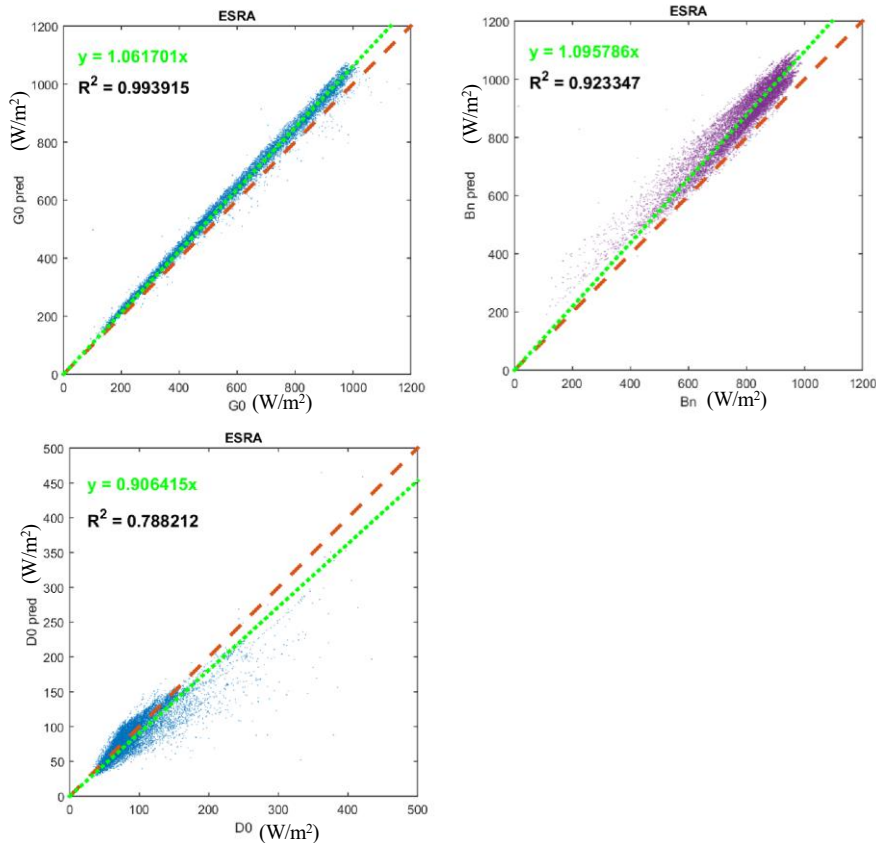 ESRA
y = 1.061701x
R² = 0.993915
1200
1000
800
600
400
200
0
G0 pred (W/m²)
0 200 400 600 800 1000 1200
G0 (W/m²)
ESRA
y = 1.095786x
R² = 0.923347
1200
1000
800
600
400
200
0
Bn pred (W/m²)
0 200 400 600 800 1000 1200
Bn (W/m²)
ESRA
y = 0.906415x
R² = 0.788212
500
450
400
350
300
250
200
150
100
50
0
D0 pred (W/m²)
0 100 200 300 400 500
D0 (W/m²)